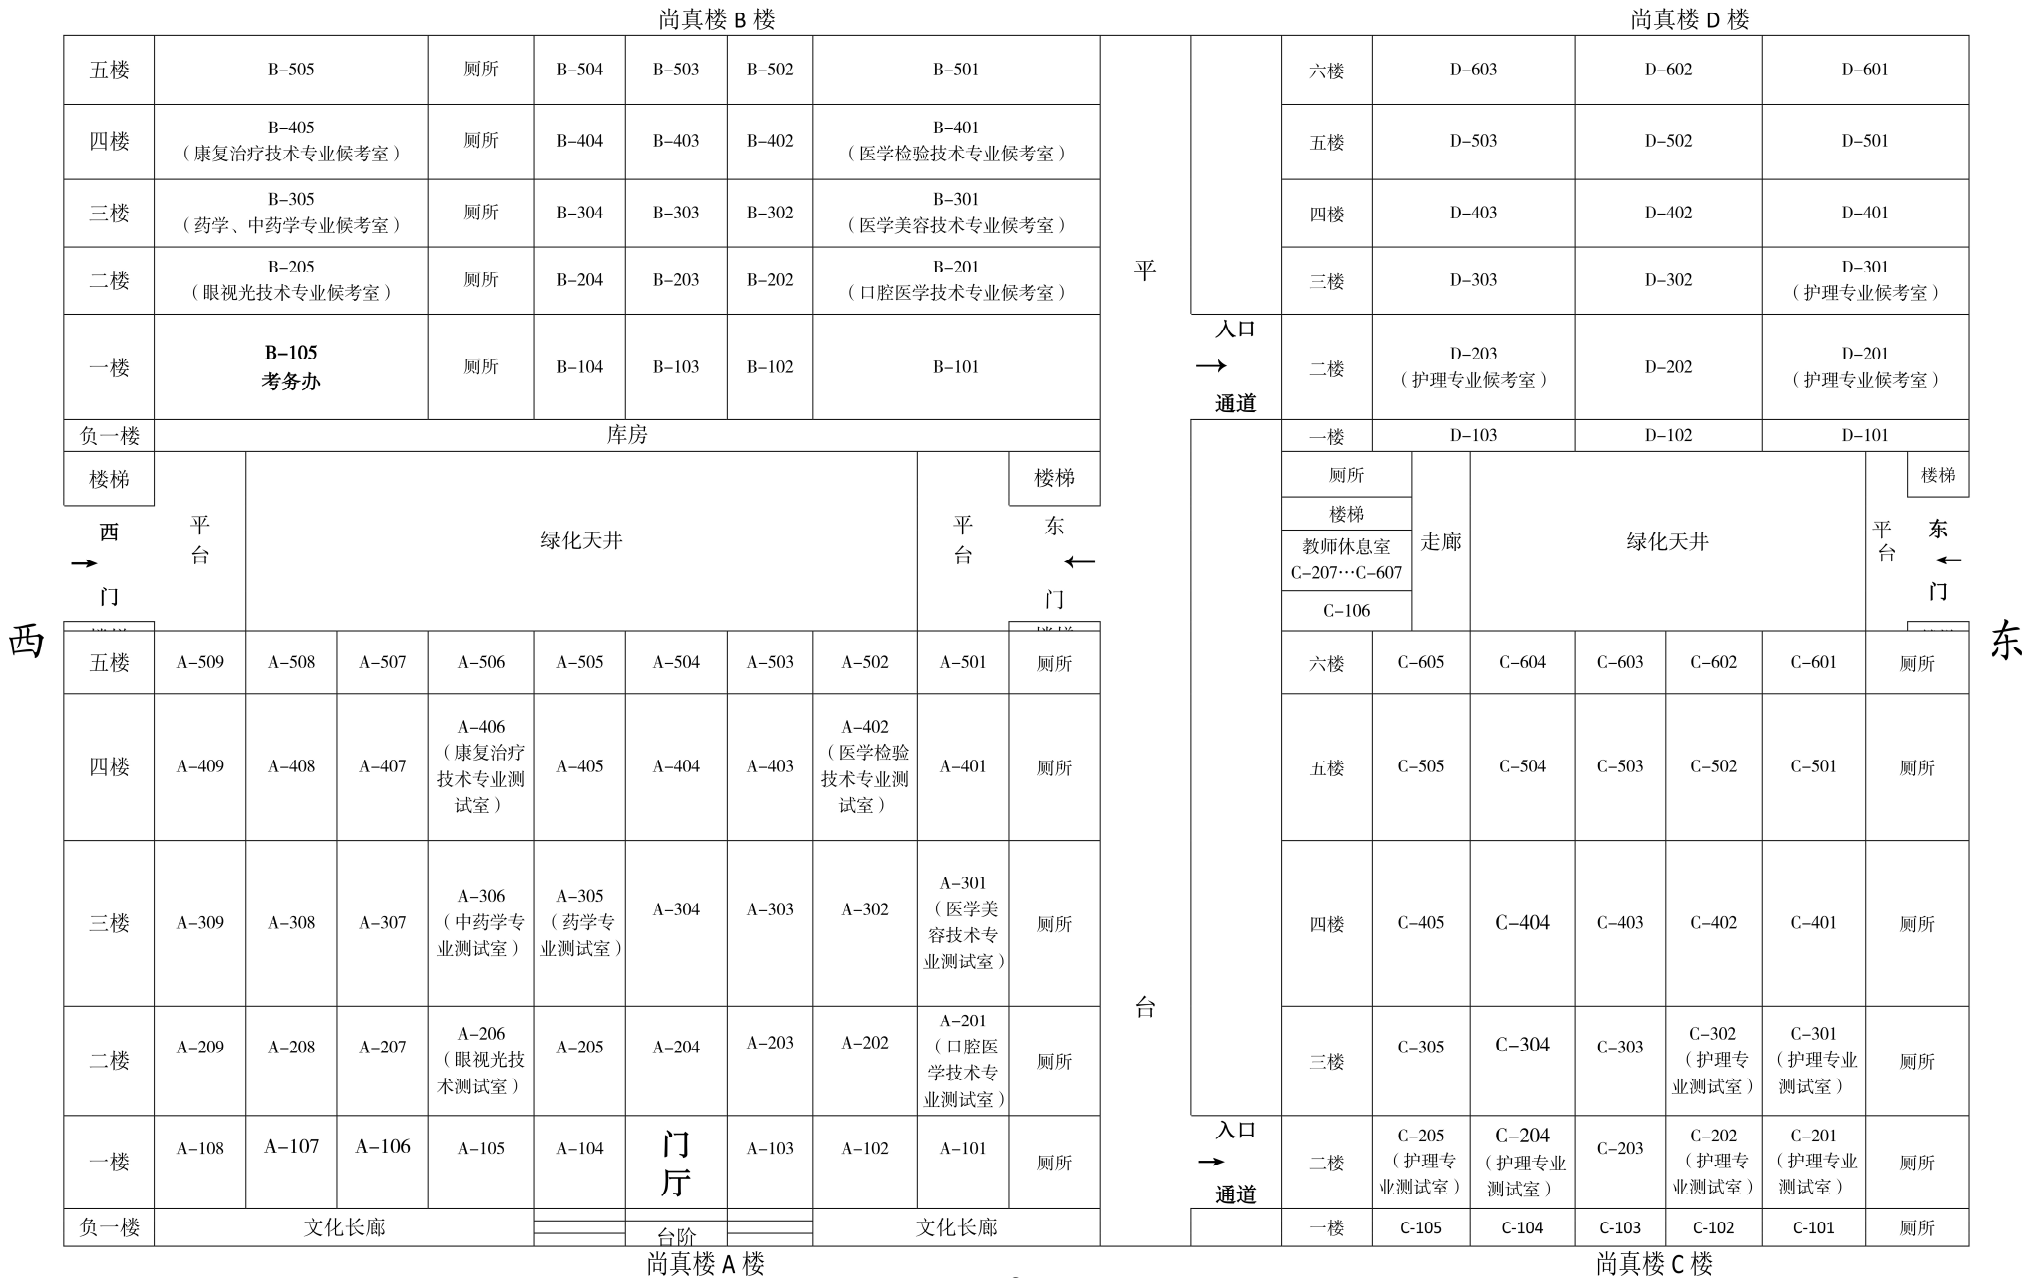 尚真楼 B 楼
尚真楼 D 楼
五楼 B-505 厕所 B-504 B-503 B-502 B-501
四楼 B-405 厕所 B-404 B-403 B-402 B-401
（康复治疗技术专业候考室） （医学检验技术专业候考室）
三楼 B-305 厕所 B-304 B-303 B-302 B-301
（药学、中药学专业候考室） （医学美容技术专业候考室）
二楼 B-205 厕所 B-204 B-203 B-202 B-201
（眼视光技术专业候考室） （口腔医学技术专业候考室）
一楼 B-105 厕所 B-104 B-103 B-102 B-101
考务办
负一楼 库房
平
台
六楼 D-603 D-602 D-601
五楼 D-503 D-502 D-501
四楼 D-403 D-402 D-401
三楼 D-303 D-302 D-301
（护理专业候考室）
入口
→
通道
二楼 D-203 D-202 D-201
（护理专业候考室） （护理专业候考室）
一楼 D-103 D-102 D-101
楼梯
西
→
门
平
台
绿化天井
平
台
楼梯
东
←
门
厕所
楼梯
教师休息室
C-207…C-607
C-106
走廊
绿化天井
平
台
楼梯
东
←
门
西
东
五楼 A-509 A-508 A-507 A-506 A-505 A-504 A-503 A-502 A-501 厕所
四楼 A-409 A-408 A-407 A-406 A-405 A-404 A-403 A-402 A-401 厕所
（康复治疗 （医学检验
技术专业测 技术专业测
试室） 试室）
三楼 A-309 A-308 A-307 A-306 A-305 A-304 A-303 A-302 A-301 厕所
（中药学专 （药学专 （医学美
业测试室） 业测试室） 容技术专
业测试室）
二楼 A-209 A-208 A-207 A-206 A-205 A-204 A-203 A-202 A-201 厕所
（眼视光技 （口腔医
术测试室） 学技术专
业测试室）
一楼 A-108 A-107 A-106 A-105 A-104 门 A-103 A-102 A-101 厕所
厅
负一楼 文化长廊 台阶 文化长廊
六楼 C-605 C-604 C-603 C-602 C-601 厕所
五楼 C-505 C-504 C-503 C-502 C-501 厕所
四楼 C-405 C-404 C-403 C-402 C-401 厕所
三楼 C-305 C-304 C-303 C-302 C-301 厕所
（护理专 （护理专业
业测试室） 测试室）
入口
→
通道
二楼 C-205 C-204 C-203 C-202 C-201 厕所
（护理专 （护理专业 （护理专 （护理专业
业测试室） 测试室） 业测试室） 测试室）
一楼 C-105 C-104 C-103 C-102 C-101 厕所
尚真楼 A 楼
尚真楼 C 楼